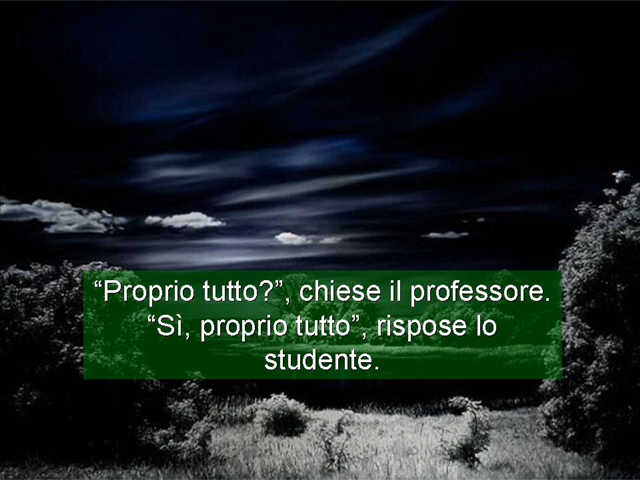 “Proprio tutto?”, chiese il professore.
“Sì, proprio tutto”, rispose lo
studente.